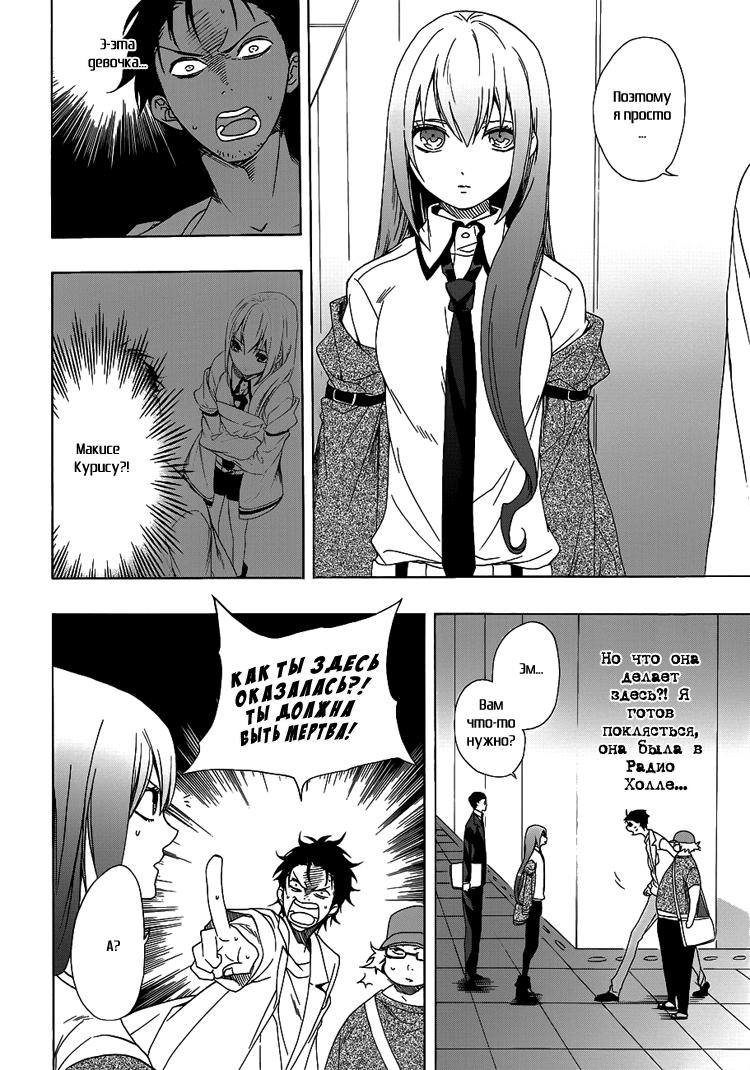 Э-эта
девочка...
Поэтому
я просто
...
Макисе
Курису?!
Как ты здесь
оказалась?!
Ты должна
быть мертва!
А?
Эм...
Вам
что-то
нужно?
Но что она
делает
здесь?! Я
готов
поклясться,
она была в
Радио
Холле...